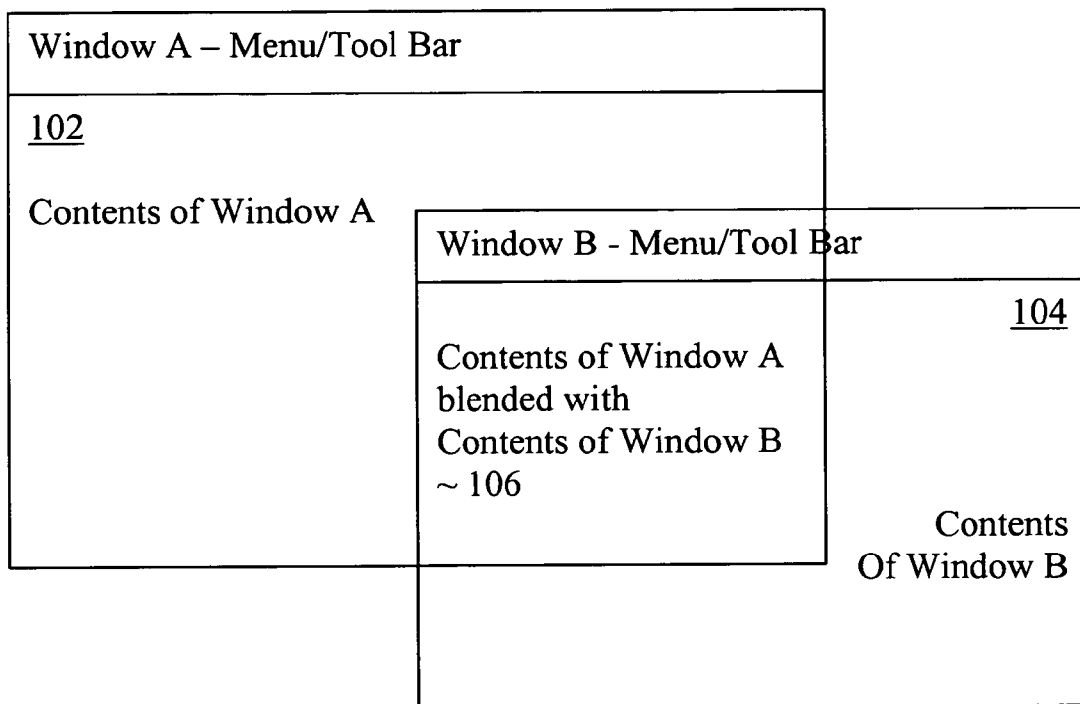 Window A – Menu/Tool Bar
102
Contents of Window A
Window B - Menu/Tool Bar
104
Contents of Window A
blended with
Contents of Window B
~ 106
Contents
Of Window B